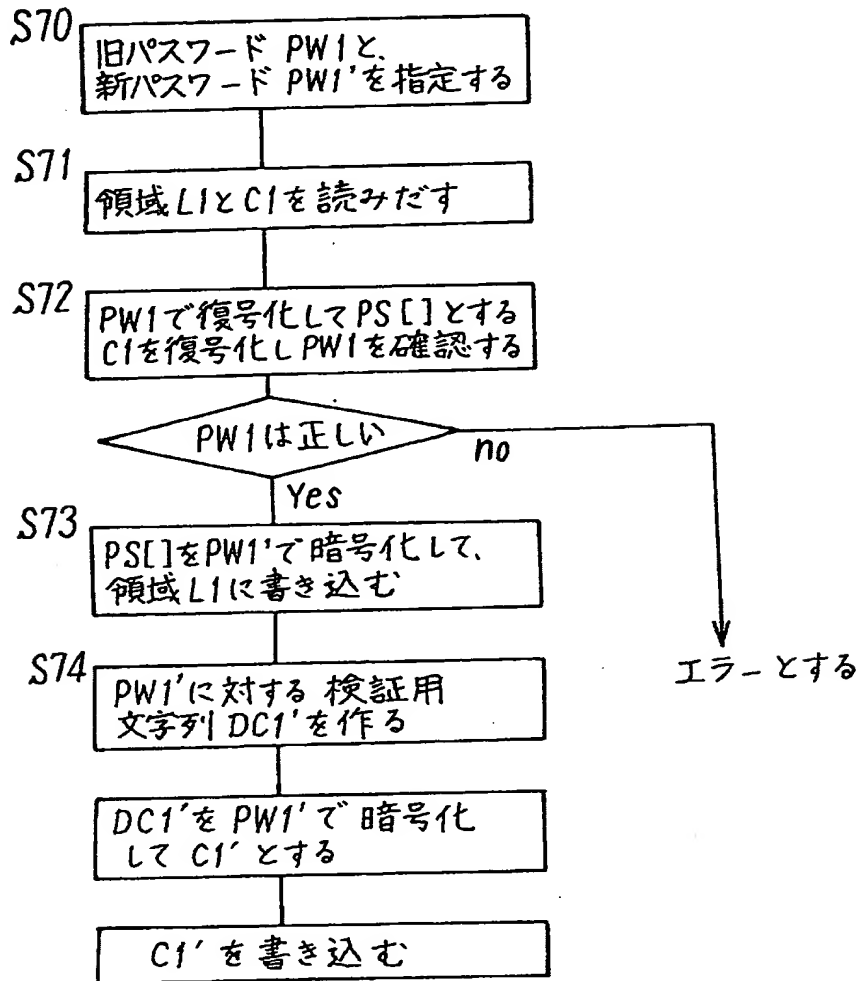 S70
旧パスワード PW1と、
新パスワード PW1'を指定する
S71
領域L1とC1を読みだす
S72
PW1で復号化してPS[]とする
C1を復号化しPW1を確認する
PW1は正しい
no
Yes
S73
PS[]をPW1'で暗号化して、
領域L1に書き込む
エラーとする
S74
PW1'に対する 検証用
文字列DC1'を作る
DC1'をPW1'で暗号化
して C1'とする
C1'を書き込む